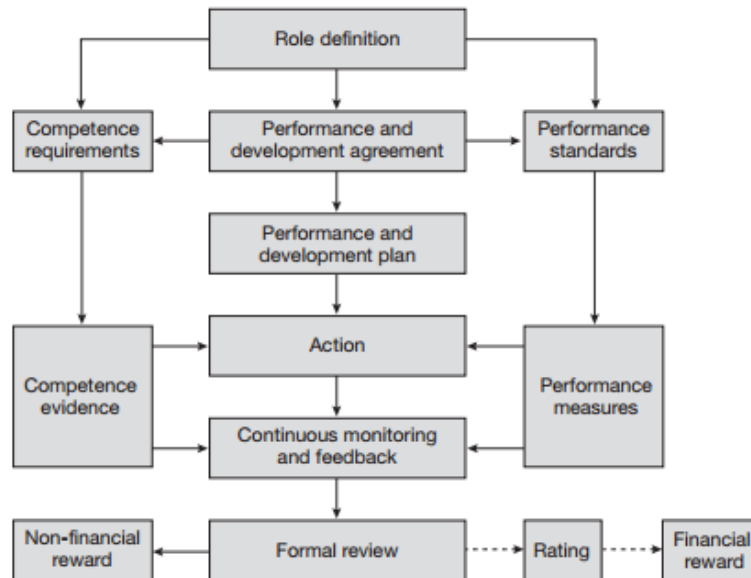 Role definition
Competence
requirements
Performance and
development agreement
Performance
standards
Performance and
development plan
Action
Competence
evidence
Performance
measures
Continuous monitoring
and feedback
Non-financial
reward
Formal review
Rating
Financial
reward